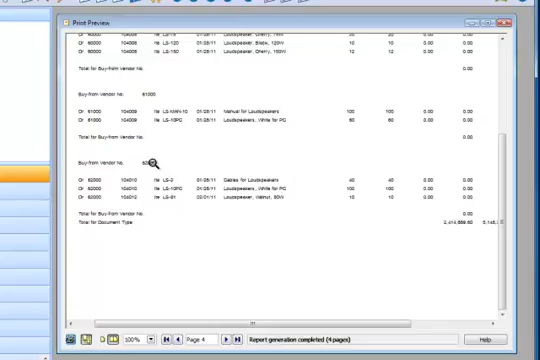 Print Preview
Or 60000 104008 Ite LS-120 01/28/11 Loudspeaker, Black, 120W 10 10 0.00 0.00
Or 60000 104008 Ite LS-150 01/28/11 Loudspeaker, Cherry, 150W 12 12 0.00 0.00
Total for Buy-from Vendor No. 0.00
Buy-from Vendor No. 61000
Or 61000 104009 Ite LS-MAN-10 01/28/11 Manual for Loudspeakers 100 100 0.00 0.00
Or 61000 104009 Ite LS-10PC 01/28/11 Loudspeakers, White for PC 60 60 0.00 0.00
Total for Buy-from Vendor No. 0.00
Buy-from Vendor No.
Or 62000 104010 Ite LS-2 01/28/11 Cables for Loudspeakers 40 40 0.00 0.00
Or 62000 104010 Ite LS-10PC 01/28/11 Loudspeakers, White for PC 100 100 0.00 0.00
Or 62000 104012 Ite LS-81 02/01/11 Loudspeaker, Walnut, 80W 10 10 0.00 0.00
Total for Buy-from Vendor No. 0.00
Total for Document Type
100% Page 4 Report generation completed (4 pages) Help